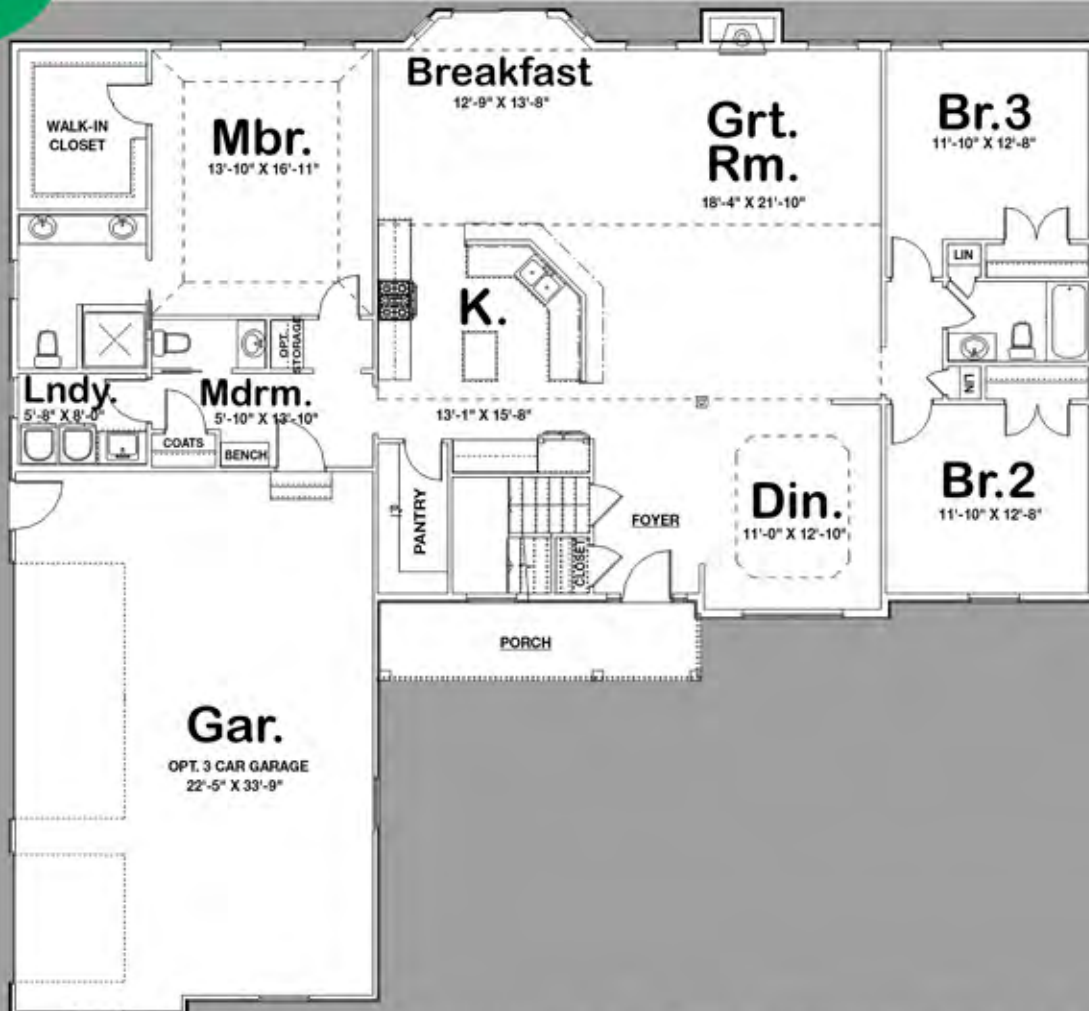 Breakfast
12'-9" X 13'-8"
WALK-IN
CLOSET
Mbr.
13'-10" X 16'-11"
Grt.
Rm.
18'-4" X 21'-10"
Br.3
11'-10" X 12'-8"
LIN
K.
OPT.
STORAGE
Lndy.
5'-8" X 8'-0"
Mdrm.
5'-10" X 13'-10"
13'-1" X 15'-8"
LIN
COATS
BENCH
PANTRY
FOYER
CLOSET
Din.
11'-0" X 12'-10"
Br.2
11'-10" X 12'-8"
PORCH
Gar.
OPT. 3 CAR GARAGE
22'-5" X 33'-9"